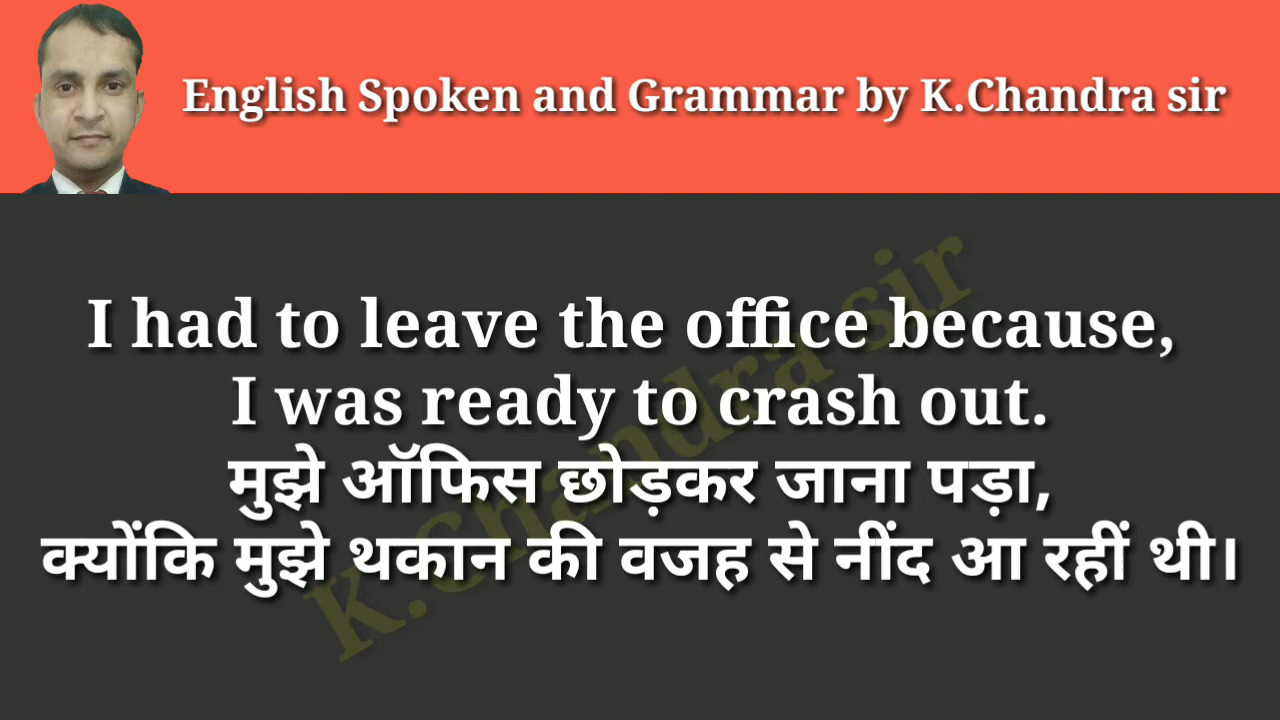 English Spoken and Grammar by K.Chandra sir
I had to leave the office because,
I was ready to crash out.
मुझे ऑफिस छोड़कर जाना पड़ा,
क्योंकि मुझे थकान की वजह से नींद आ रहीं थी।
K.Chandra sir